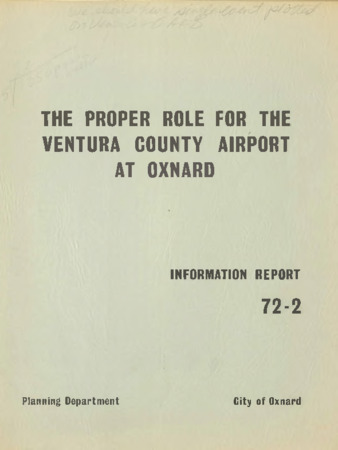 THE PROPER ROLE FOR THE
VENTURA COUNTY AIRPORT
AT OXNARD
INFORMATION REPORT
72-2
Planning Department City of Oxnard